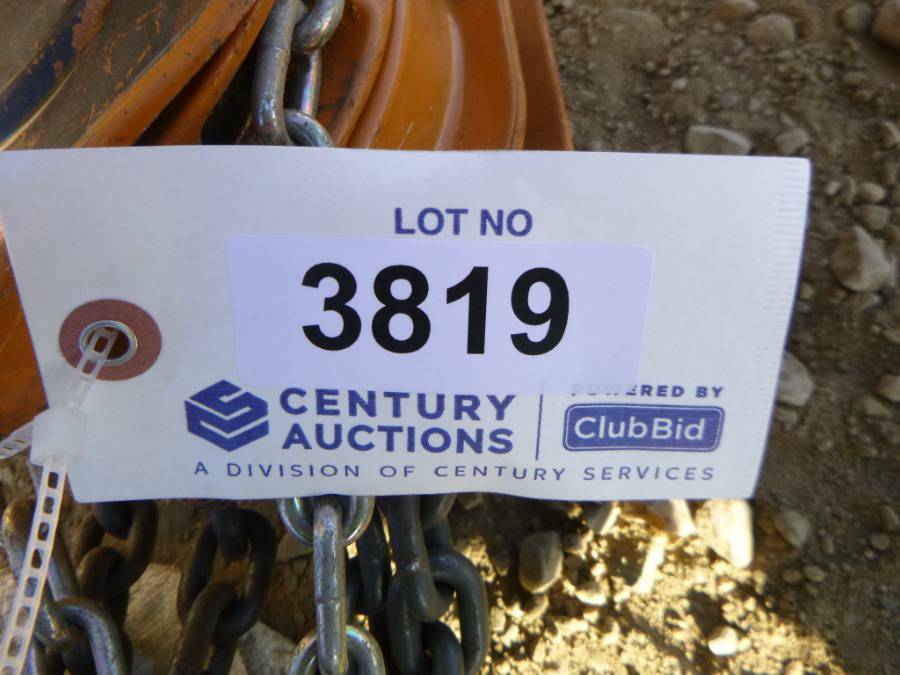 LOT NO
3819
CENTURY
AUCTIONS
POWERED BY
ClubBid
A DIVISION OF CENTURY SERVICES